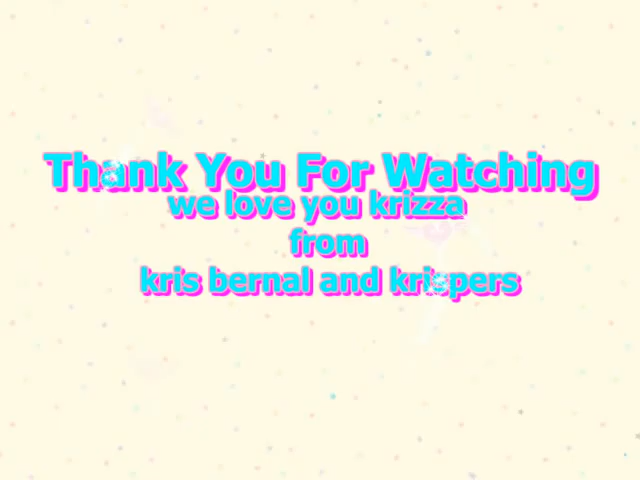 Thank You For Watching
we love you krizza
from
kris bernal and krispers